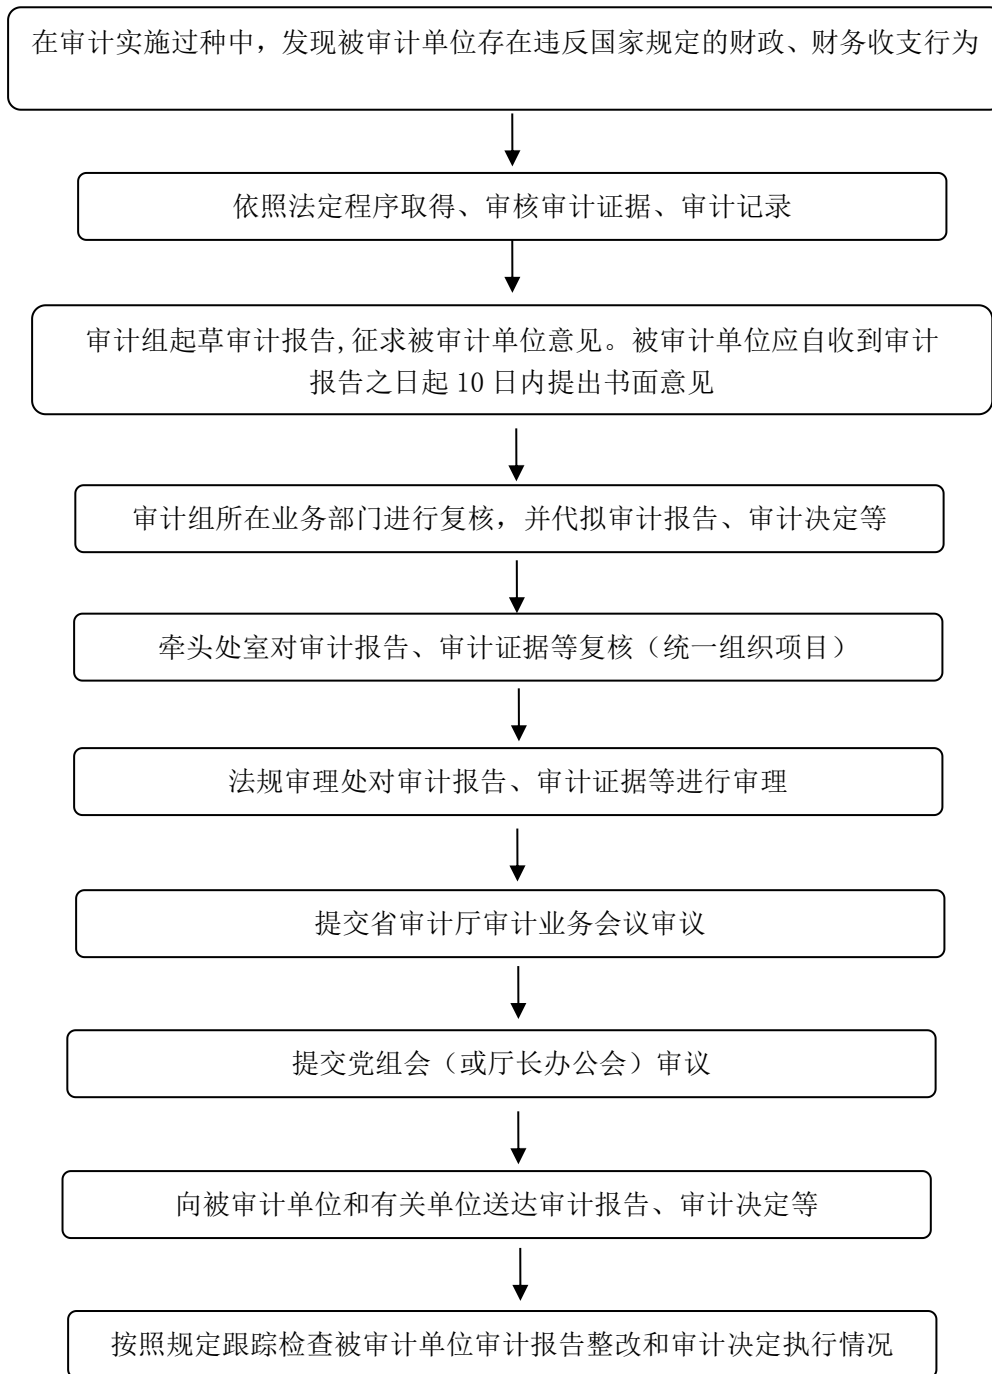 在审计实施过种中，发现被审计单位存在违反国家规定的财政、财务收支行为
依照法定程序取得、审核审计证据、审计记录
审计组起草审计报告,征求被审计单位意见。被审计单位应自收到审计
报告之日起 10 日内提出书面意见
审计组所在业务部门进行复核，并代拟审计报告、审计决定等
牵头处室对审计报告、审计证据等复核（统一组织项目）
法规审理处对审计报告、审计证据等进行审理
提交省审计厅审计业务会议审议
提交党组会（或厅长办公会）审议
向被审计单位和有关单位送达审计报告、审计决定等
按照规定跟踪检查被审计单位审计报告整改和审计决定执行情况